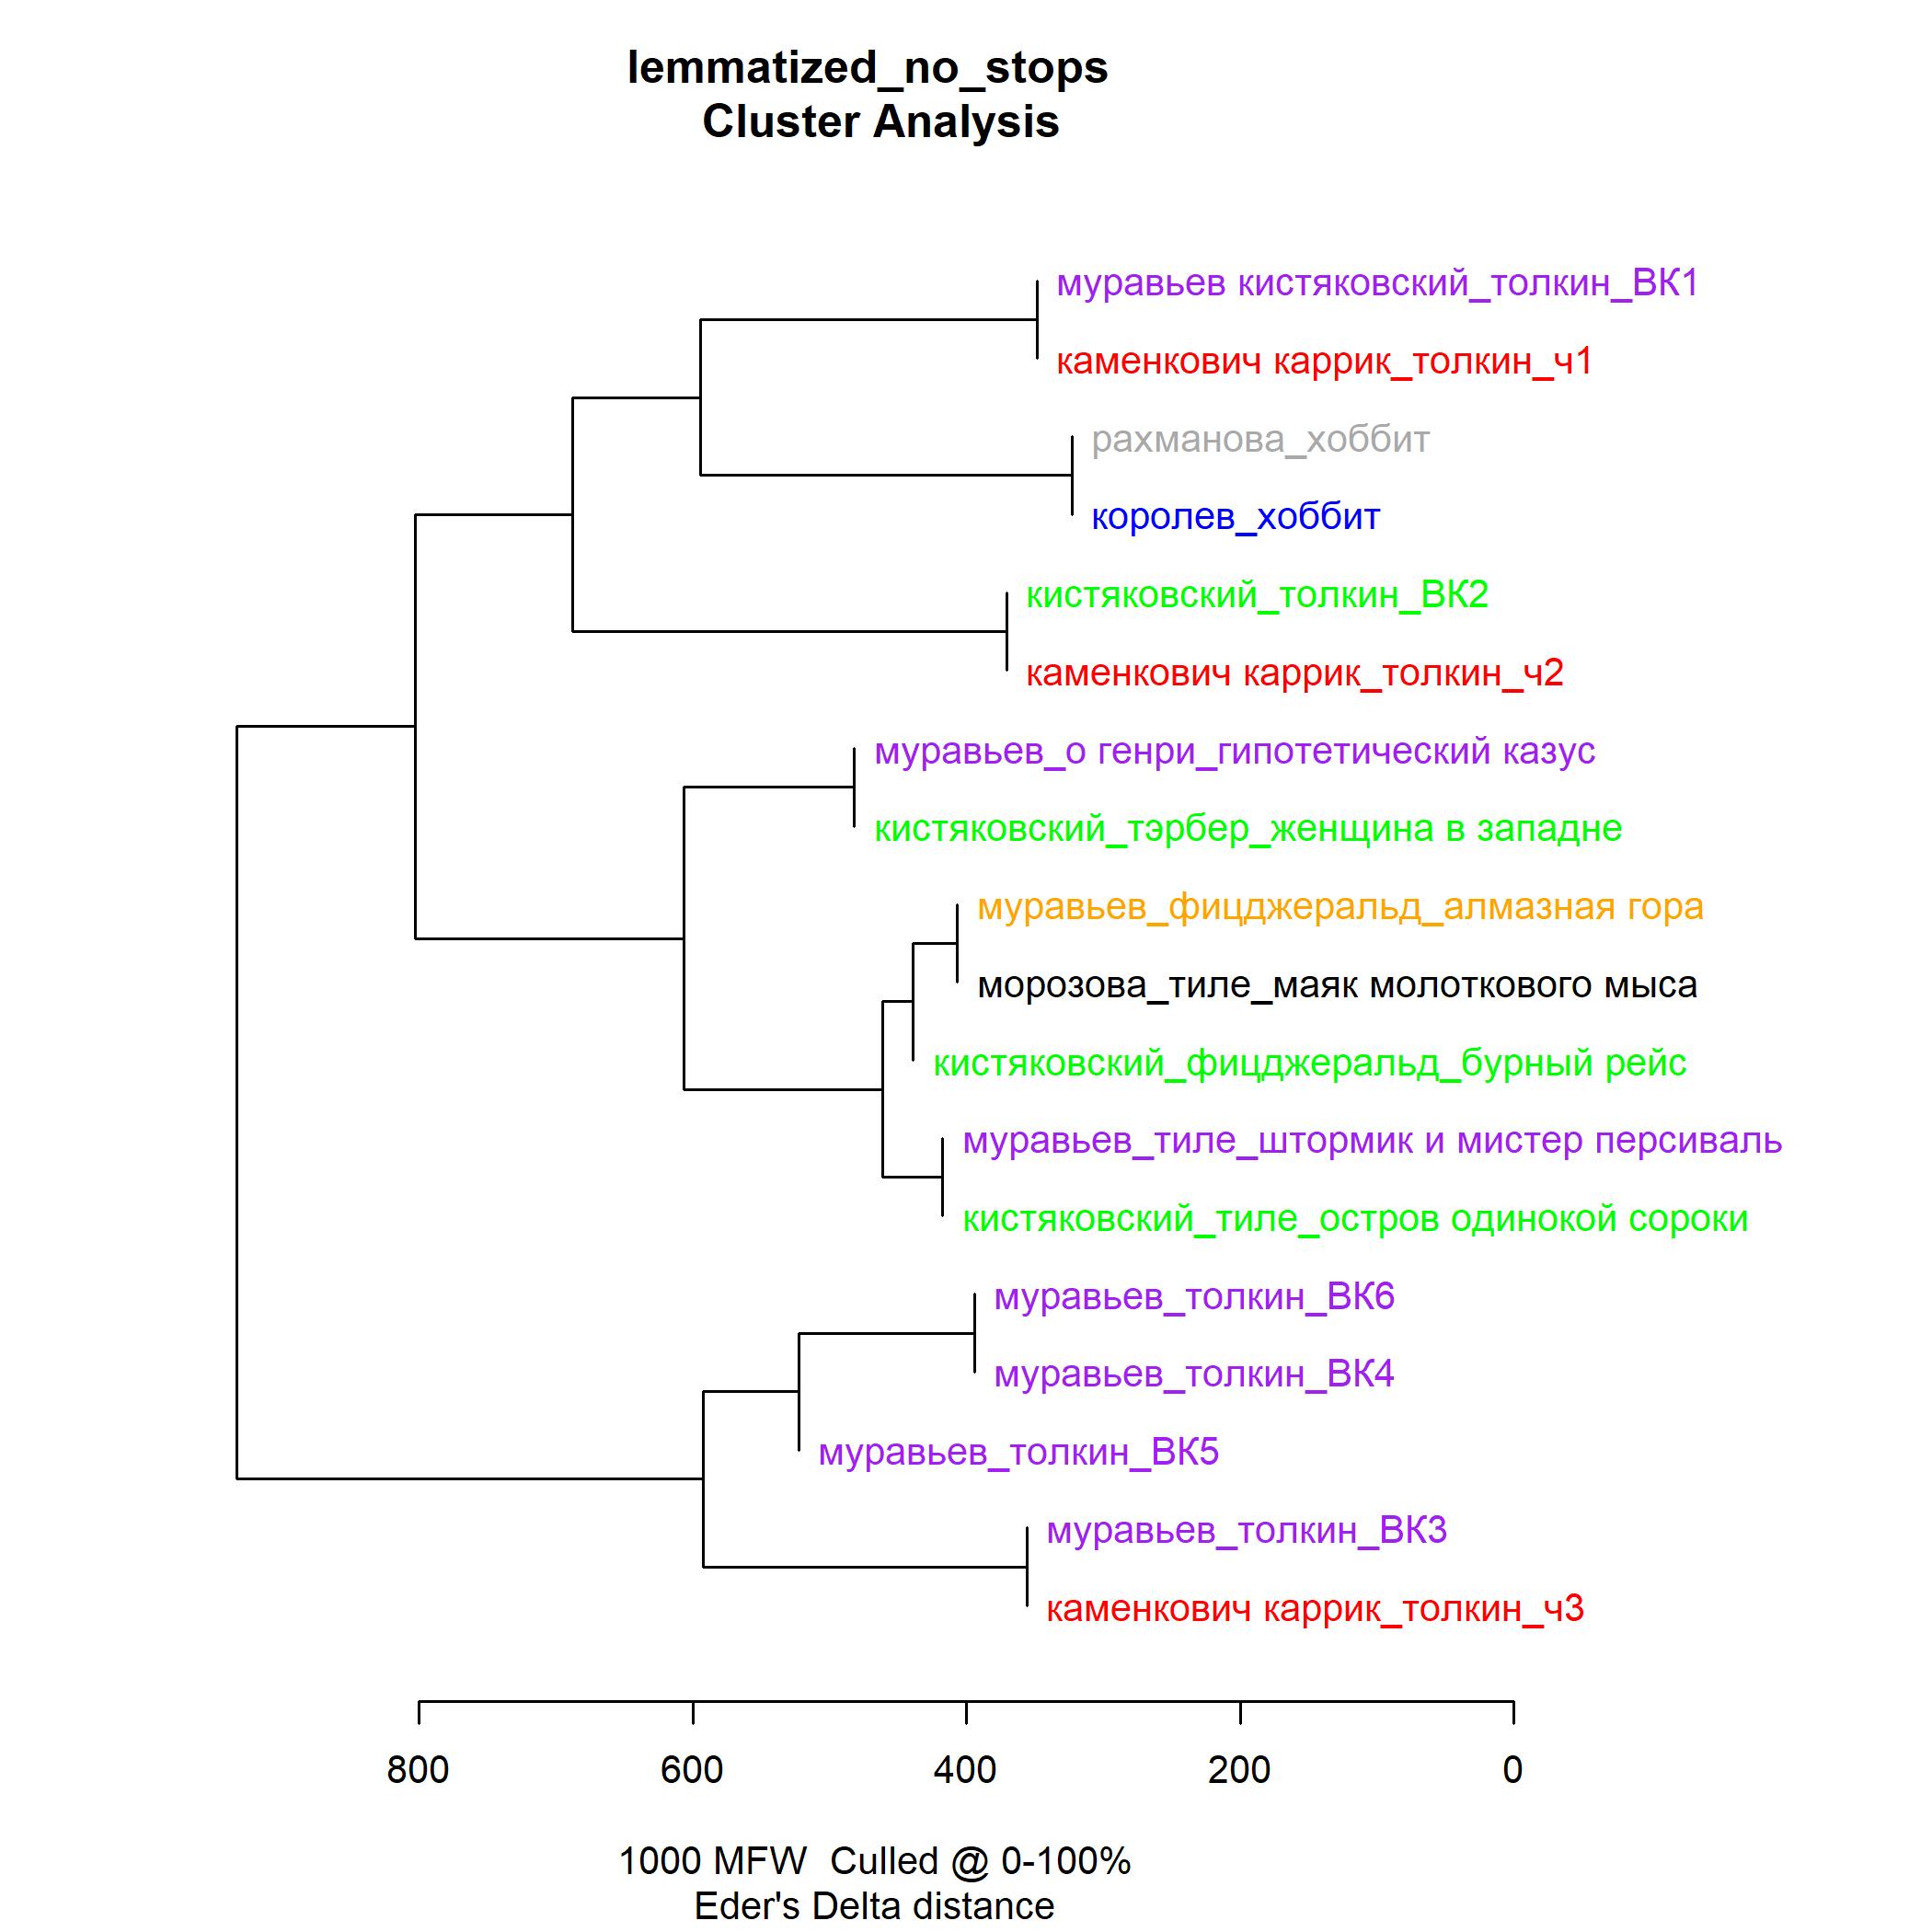 lemmatized_no_stops
Cluster Analysis
муравьев кистяковский_толкин_ВК1
каменкович каррик_толкин_ч1
рахманова_хоббит
королев_хоббит
кистяковский_толкин_ВК2
каменкович каррик_толкин_ч2
муравьев_о генри_гипотетический казус
кистяковский_тэрбер_женщина в западне
муравьев_фицджеральд_алмазная гора
морозова_тиле_маяк молоткового мыса
кистяковский_фицджеральд_бурный рейс
муравьев_тиле_штормик и мистер персиваль
кистяковский_тиле_остров одинокой сороки
муравьев_толкин_ВК6
муравьев_толкин_ВК4
муравьев_толкин_ВК5
муравьев_толкин_ВК3
каменкович каррик_толкин_ч3
800 600 400 200 0
1000 MFW  Culled @ 0-100%
Eder's Delta distance